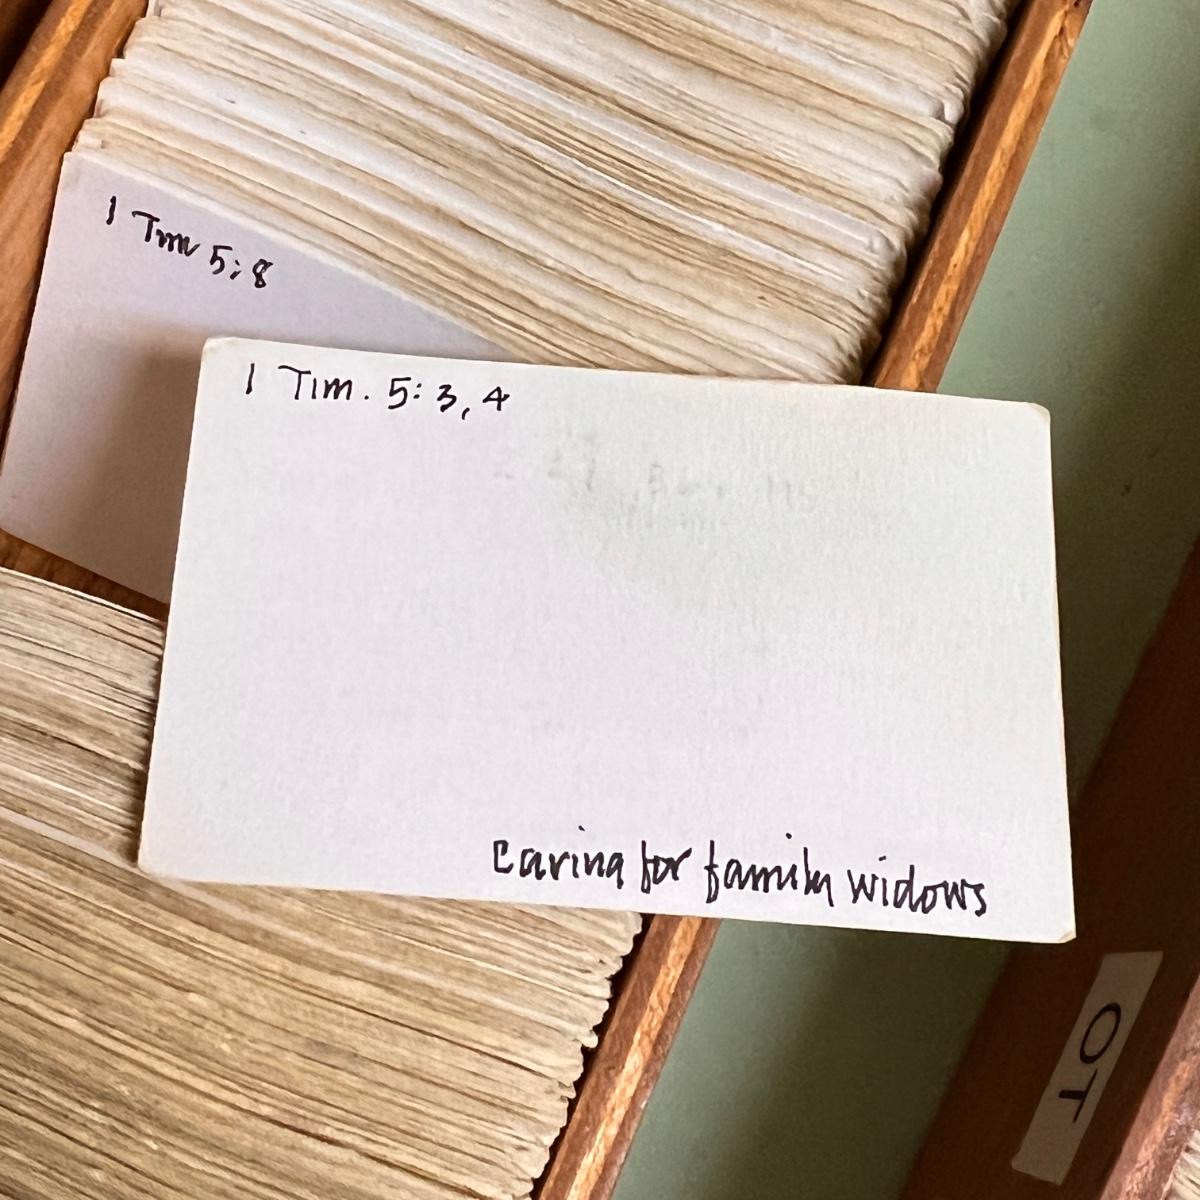 1 Tim 5:8
1 Tim. 5:3, 4
caring for family widows
OT